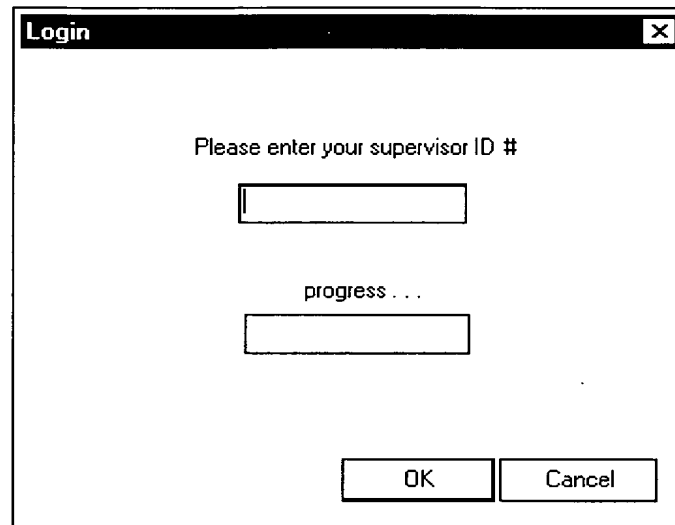 Login
Please enter your supervisor ID #
progress . . .
OK Cancel